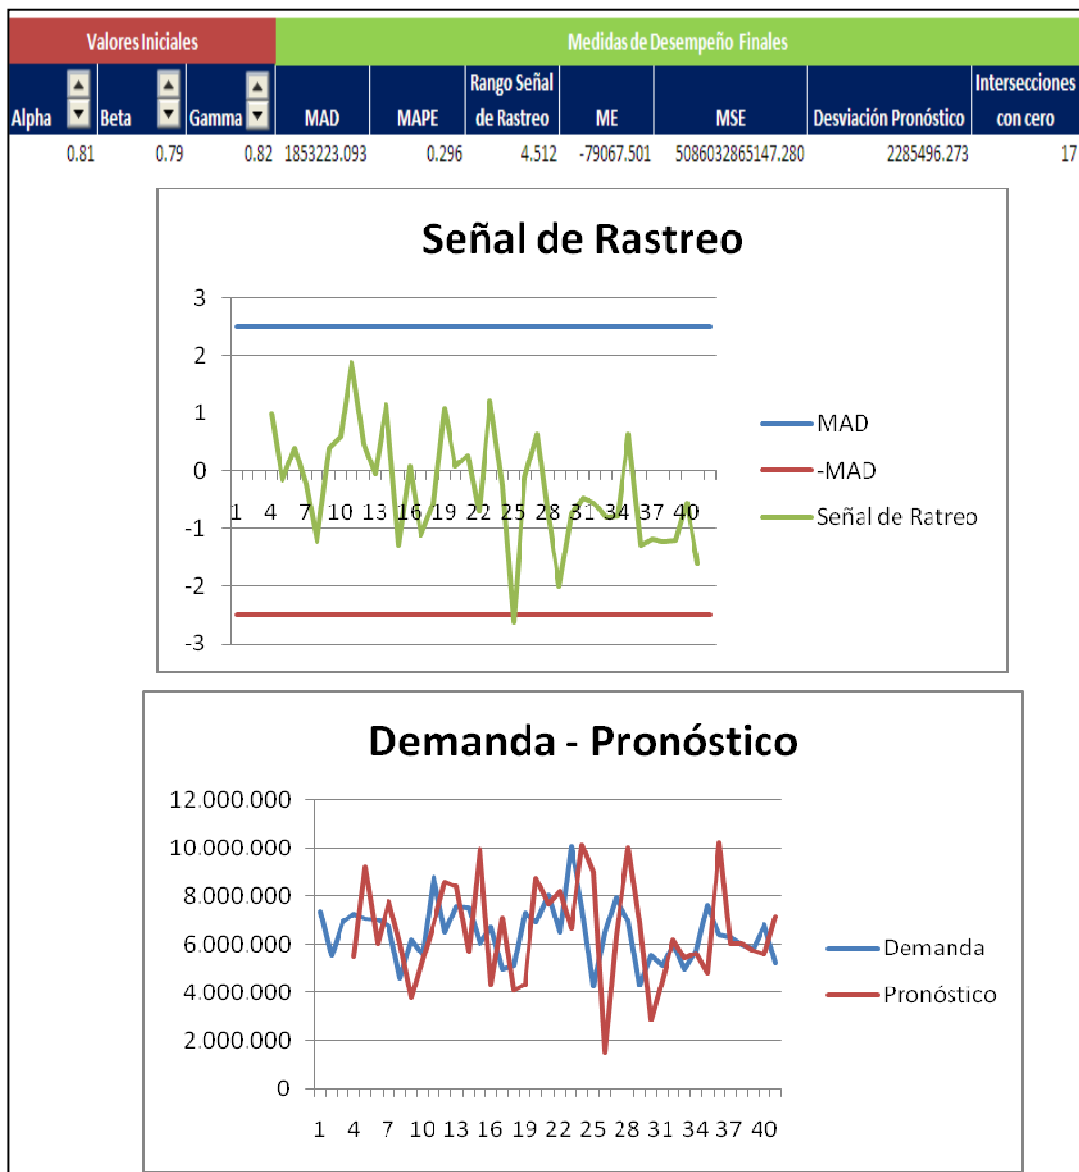 Valores Iniciales Medidas de Desempeño Finales
Alpha Beta Gamma MAD MAPE Rango Señal de Rastreo ME MSE Desviación Pronóstico Intersecciones con cero
0.81 0.79 0.82 1853223.093 0.296 4.512 -79067.501 5086032865147.280 2285496.273 17
Señal de Rastreo
3
2
1
0
-1
-2
-3
1 4 7 10 13 16 19 22 25 28 31 34 37 40
MAD
-MAD
Señal de Ratreo
Demanda - Pronóstico
12.000.000
10.000.000
8.000.000
6.000.000
4.000.000
2.000.000
0
1 4 7 10 13 16 19 22 25 28 31 34 37 40
Demanda
Pronóstico